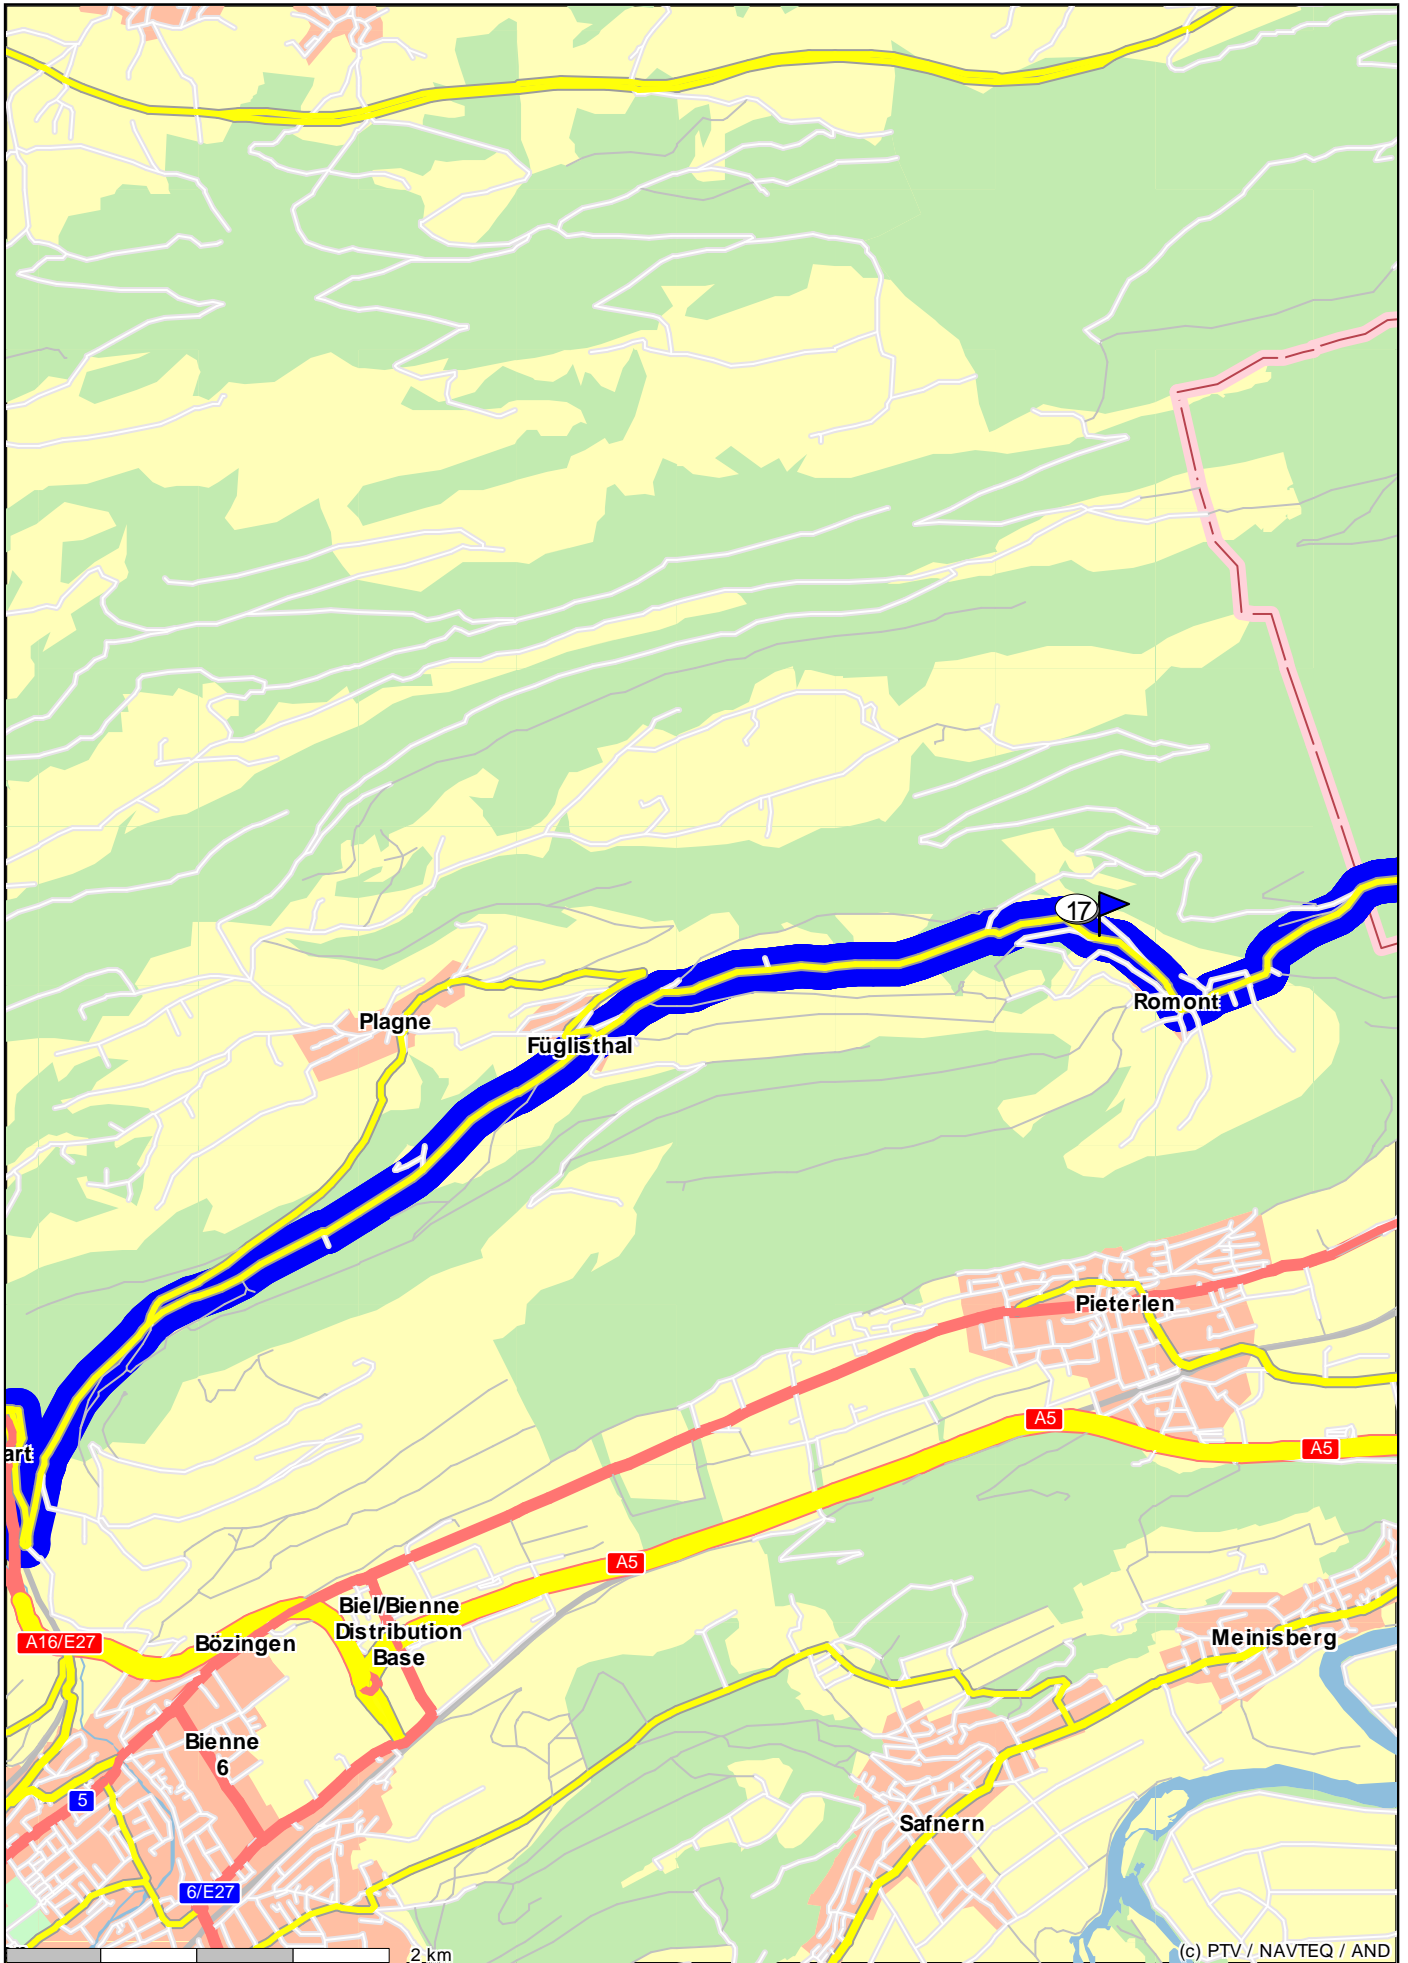 17
Romont
Plagne
Füglisthal
Pieterlen
A5
A5
art
A5
Biel/Bienne
Distribution
Base
A16/E27
Bözingen
Meinisberg
Bienne
6
5
Safnern
6/E27
2 km
(c) PTV / NAVTEQ / AND